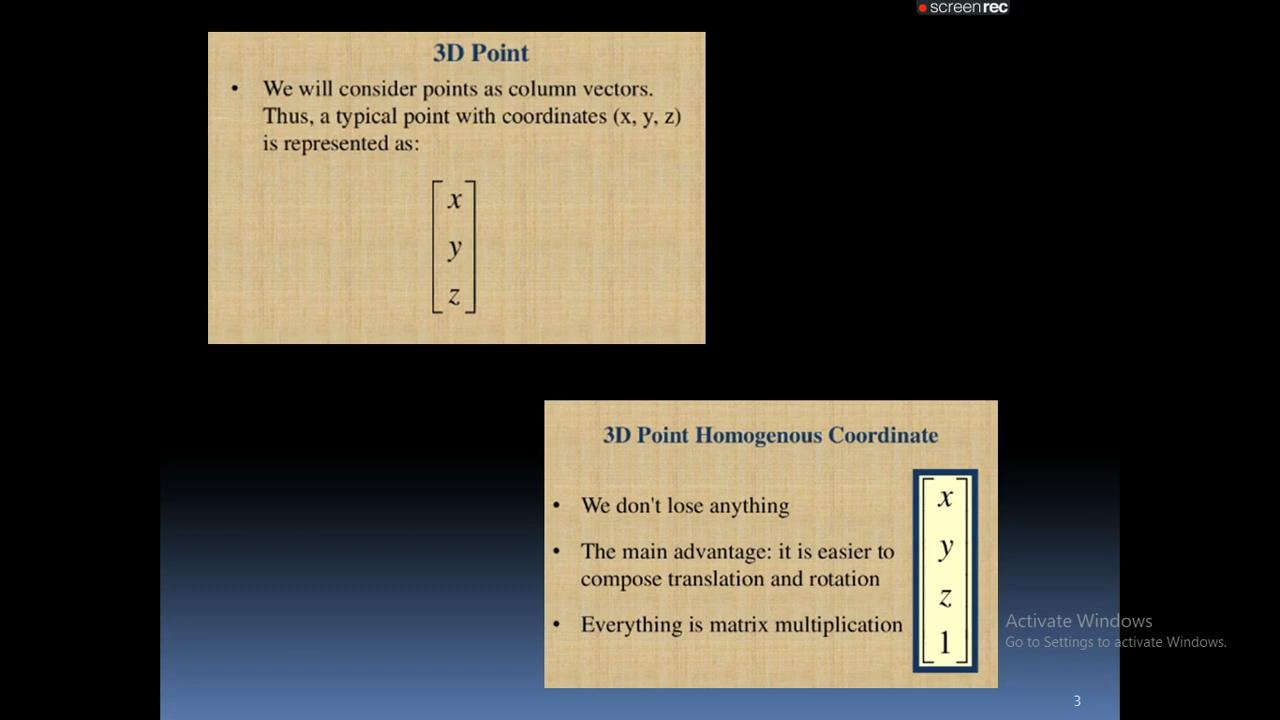 screenrec
3D Point
• We will consider points as column vectors.
Thus, a typical point with coordinates (x, y, z)
is represented as:
x
y
z
3D Point Homogenous Coordinate
• We don't lose anything
• The main advantage: it is easier to
compose translation and rotation
• Everything is matrix multiplication
x
y
z
1
Activate Windows
Go to Settings to activate Windows.
3